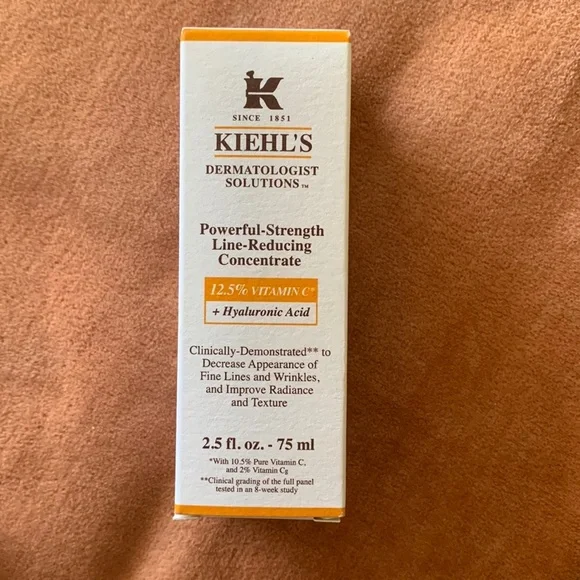 K
SINCE 1851
KIEHL'S
DERMATOLOGIST
SOLUTIONS™
Powerful-Strength
Line-Reducing
Concentrate
12.5% VITAMIN C*
+ Hyaluronic Acid
Clinically-Demonstrated** to
Decrease Appearance of
Fine Lines and Wrinkles,
and Improve Radiance
and Texture
2.5 fl. oz. - 75 ml
*With 10.5% Pure Vitamin C,
and 2% Vitamin Cg
**Clinical grading of the full panel
tested in an 8-week study